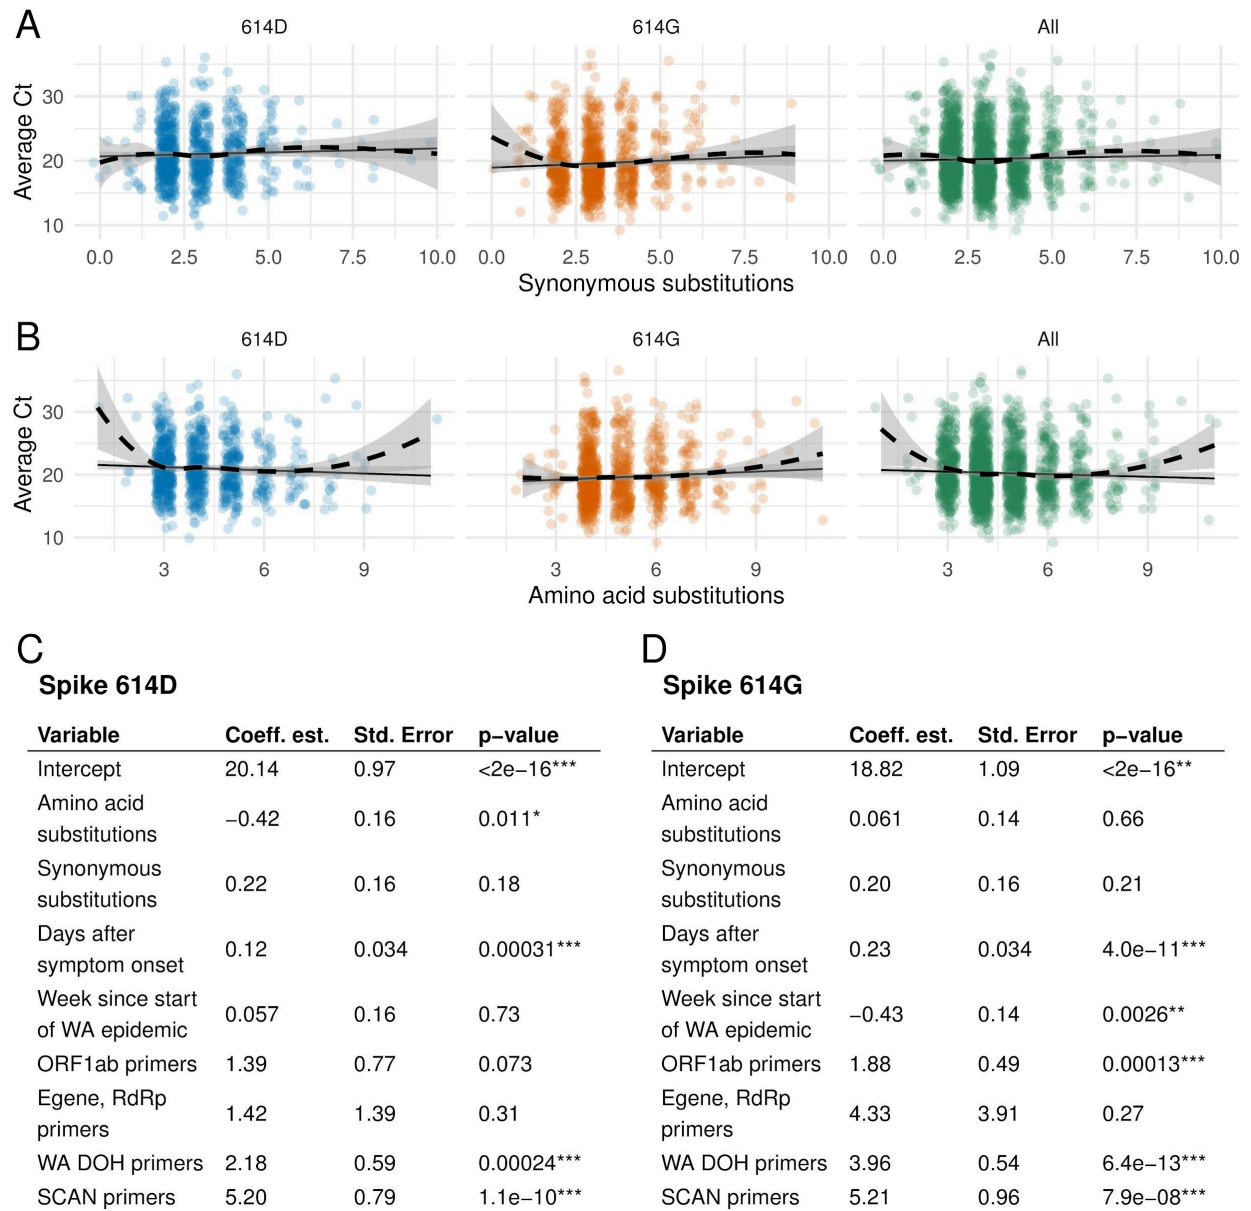 A
614D
614G
All
Average Ct
30
20
10
0.0 2.5 5.0 7.5 10.0
0.0 2.5 5.0 7.5 10.0
0.0 2.5 5.0 7.5 10.0
Synonymous substitutions
B
614D
614G
All
Average Ct
30
20
10
3 6 9
3 6 9
3 6 9
Amino acid substitutions
C
Spike 614D
Variable Coeff. est. Std. Error p−value
Intercept 20.14 0.97 <2e−16***
Amino acid
substitutions −0.42 0.16 0.011*
Synonymous
substitutions 0.22 0.16 0.18
Days after
symptom onset 0.12 0.034 0.00031***
Week since start
of WA epidemic 0.057 0.16 0.73
ORF1ab primers 1.39 0.77 0.073
Egene, RdRp
primers 1.42 1.39 0.31
WA DOH primers 2.18 0.59 0.00024***
SCAN primers 5.20 0.79 1.1e−10***
D
Spike 614G
Variable Coeff. est. Std. Error p−value
Intercept 18.82 1.09 <2e−16**
Amino acid
substitutions 0.061 0.14 0.66
Synonymous
substitutions 0.20 0.16 0.21
Days after
symptom onset 0.23 0.034 4.0e−11***
Week since start
of WA epidemic −0.43 0.14 0.0026**
ORF1ab primers 1.88 0.49 0.00013***
Egene, RdRp
primers 4.33 3.91 0.27
WA DOH primers 3.96 0.54 6.4e−13***
SCAN primers 5.21 0.96 7.9e−08***